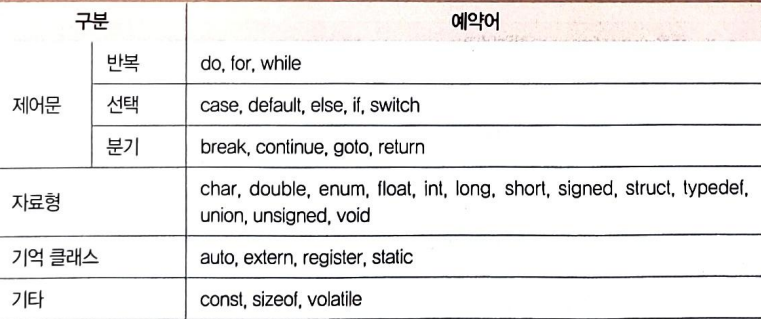 구분 예약어
제어문 반복 do, for, while
선택 case, default, else, if, switch
분기 break, continue, goto, return
자료형 char, double, enum, float, int, long, short, signed, struct, typedef,
union, unsigned, void
기억 클래스 auto, extern, register, static
기타 const, sizeof, volatile